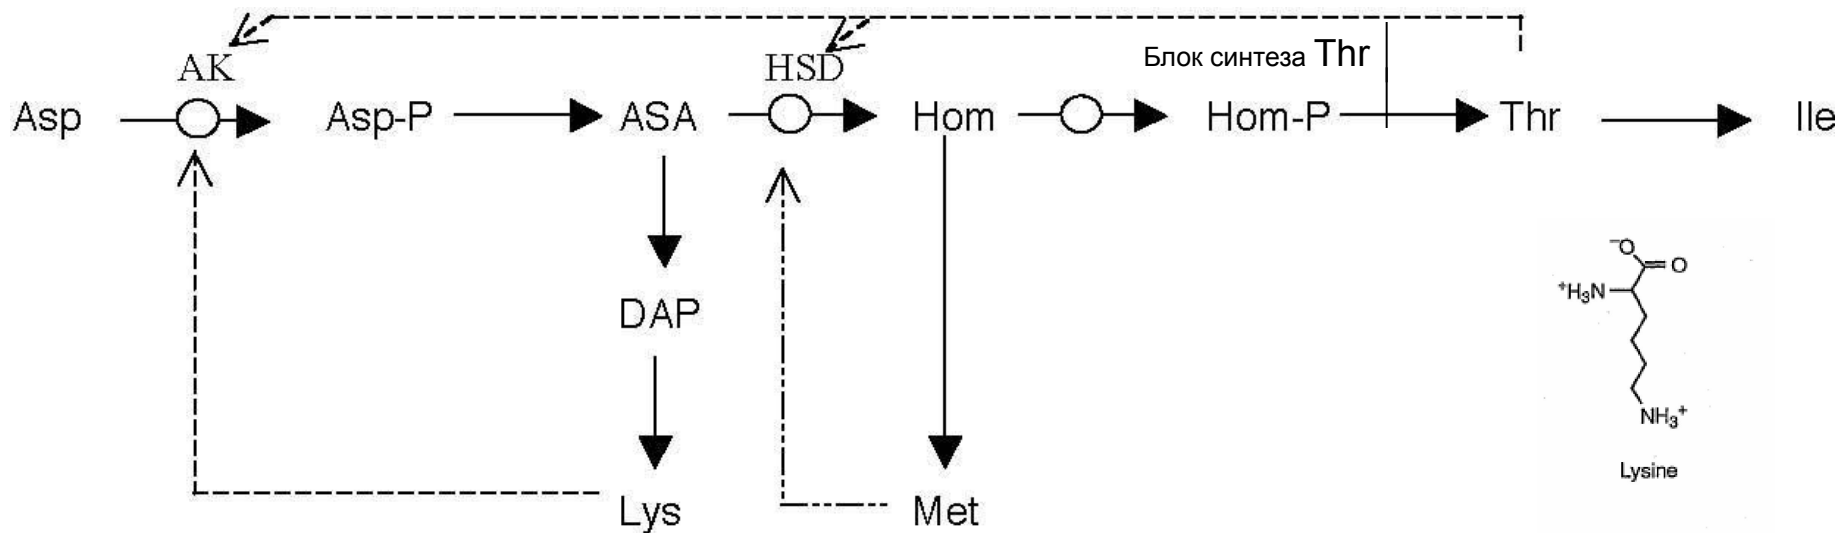 AK
HSD
Блок синтеза Thr
Asp
Asp-P
ASA
Hom
Hom-P
Thr
Ile
DAP
Lys
Met
⁻O
O
⁺H₃N
NH₃⁺
Lysine